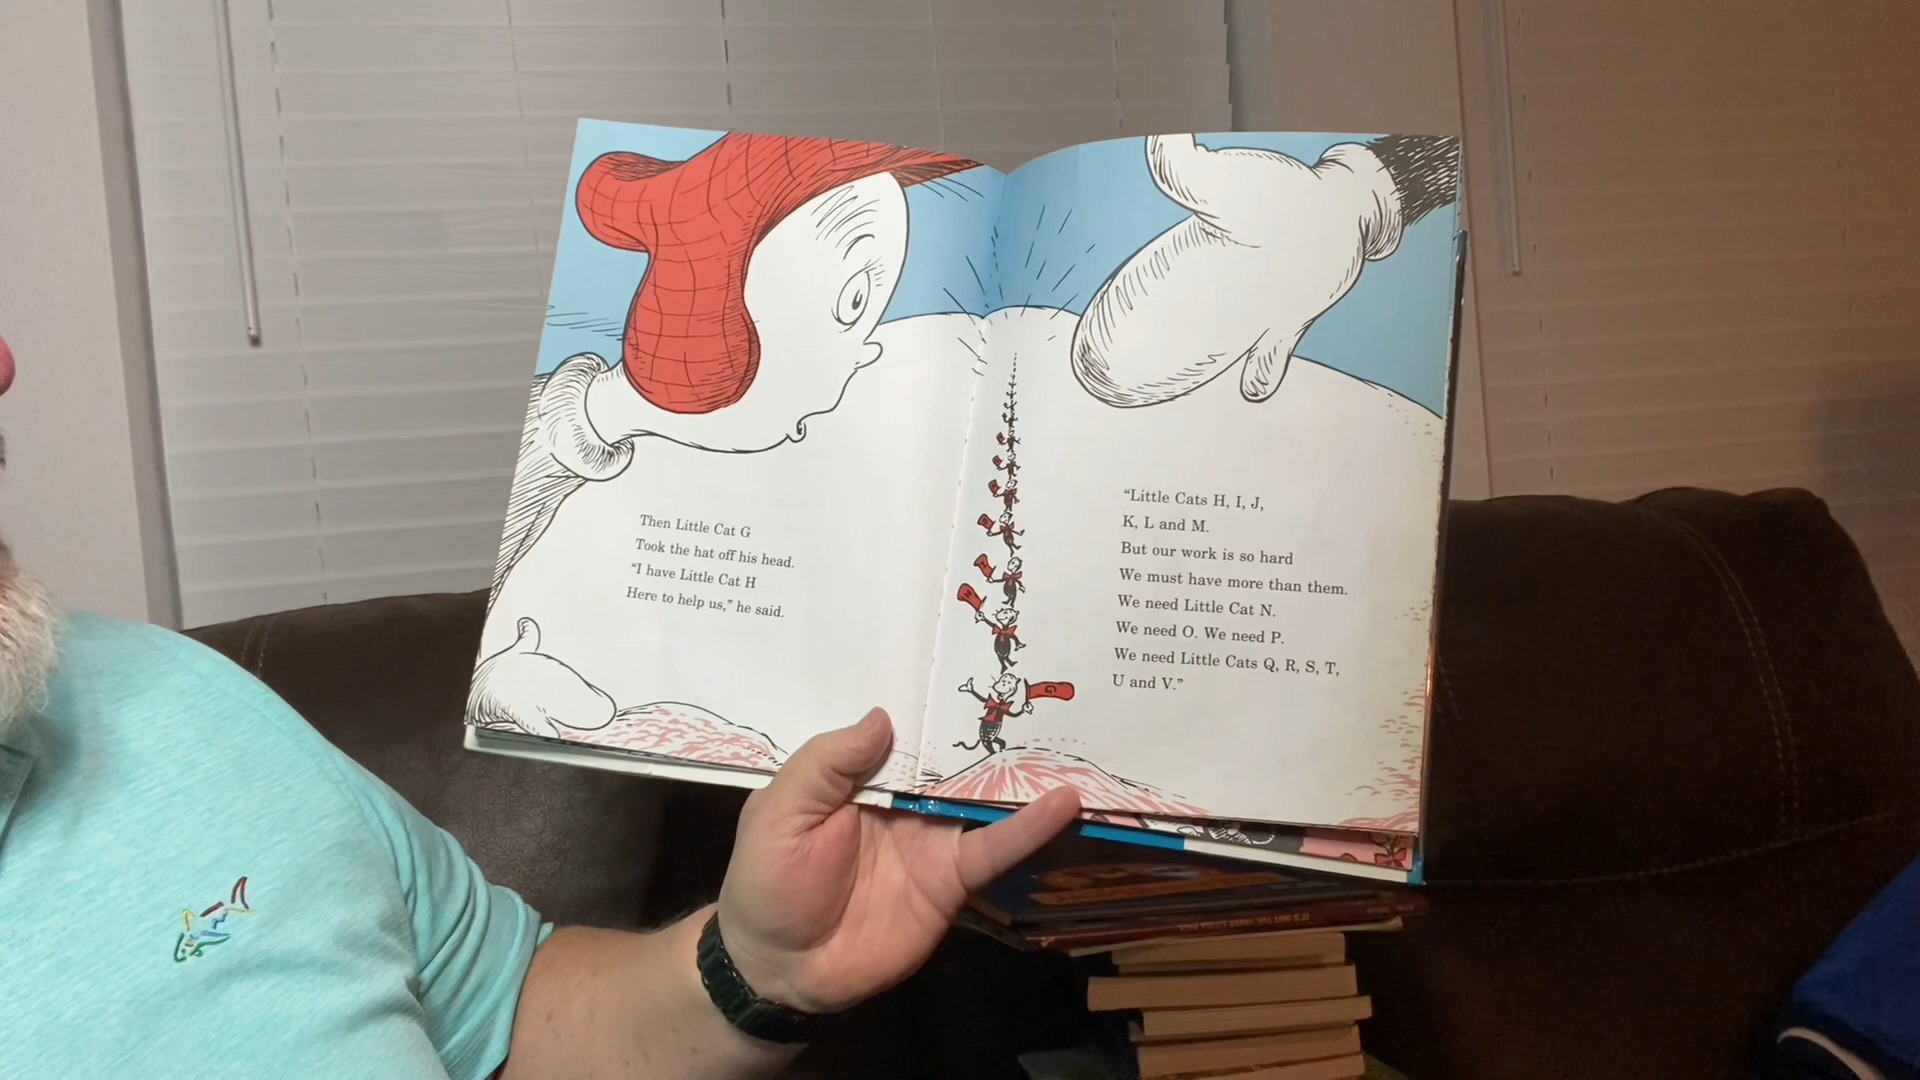 Then Little Cat G
Took the hat off his head.
“I have Little Cat H
Here to help us,” he said.
“Little Cats H, I, J,
K, L and M.
But our work is so hard
We must have more than them.
We need Little Cat N.
We need O. We need P.
We need Little Cats Q, R, S, T,
U and V.”
G
H